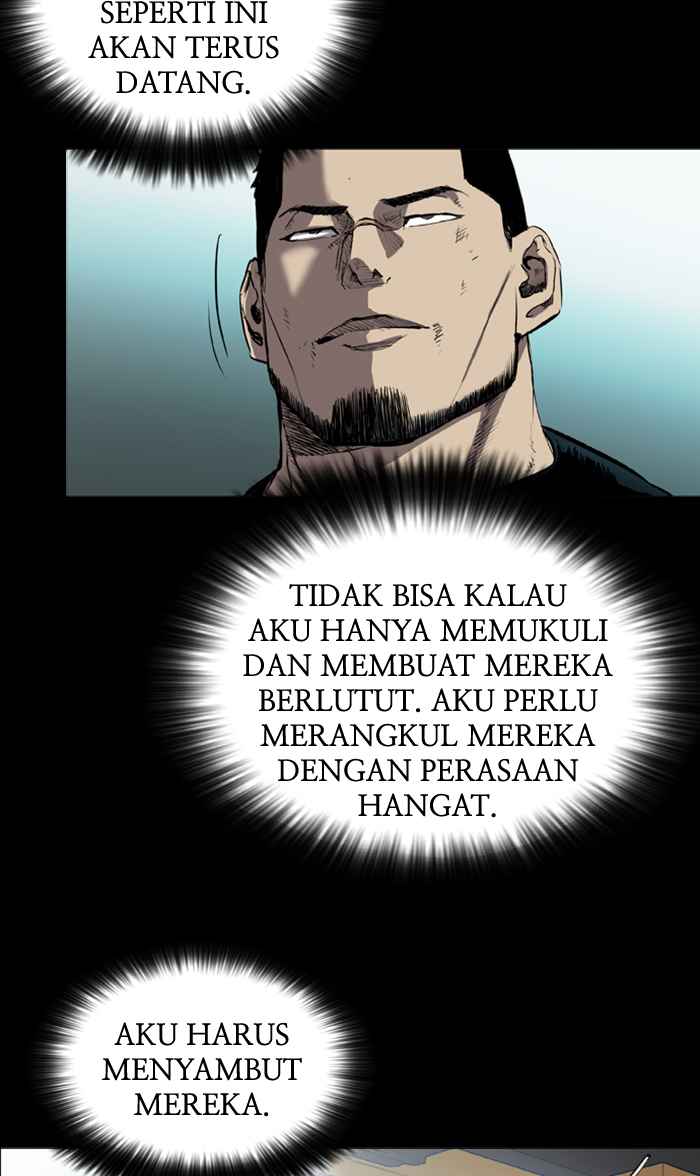 SEPERTI INI
AKAN TERUS
DATANG.
TIDAK BISA KALAU
AKU HANYA MEMUKULI
DAN MEMBUAT MEREKA
BERLUTUT. AKU PERLU
MERANGKUL MEREKA
DENGAN PERASAAN
HANGAT.
AKU HARUS
MENYAMBUT
MEREKA.